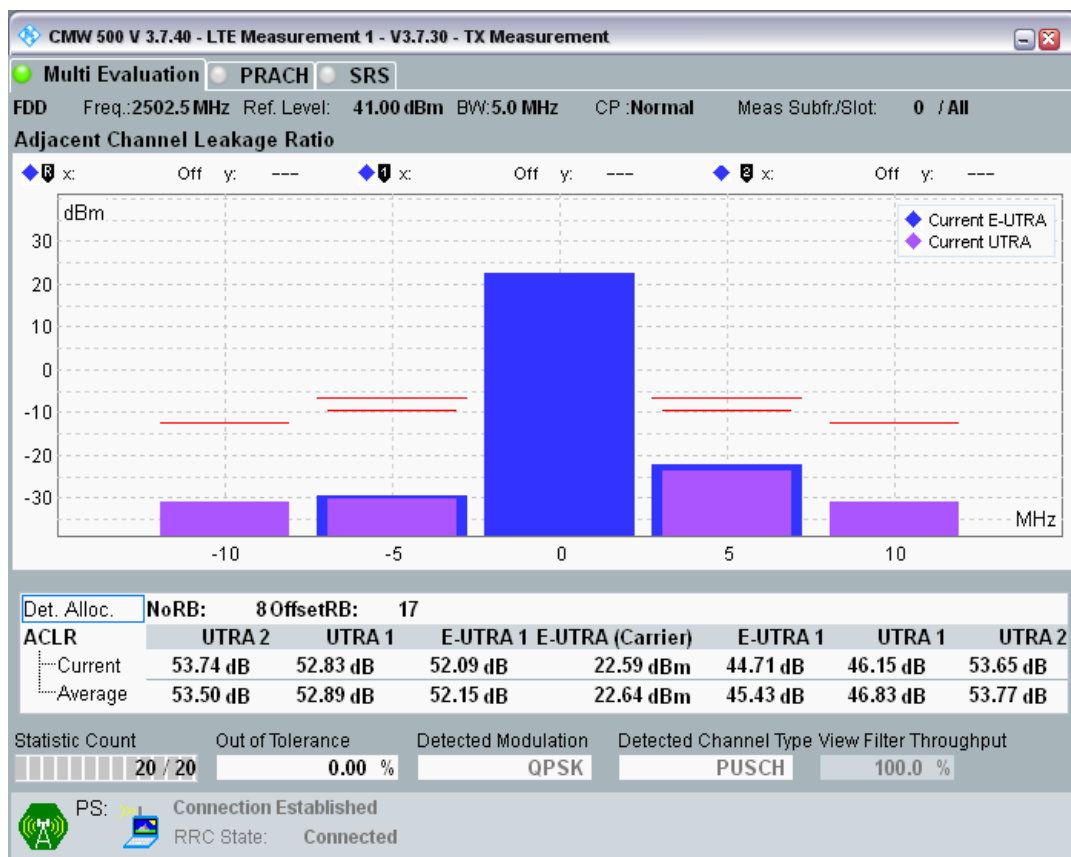 CMW 500 V 3.7.40 - LTE Measurement 1 - V3.7.30 - TX Measurement
Multi Evaluation PRACH SRS
FDD Freq.:2502.5 MHz Ref. Level: 41.00 dBm BW:5.0 MHz CP :Normal Meas Subfr./Slot: 0 / All
Adjacent Channel Leakage Ratio
R x: Off y: --- 1 x: Off y: --- 2 x: Off y: ---
dBm
Current E-UTRA
Current UTRA
30
20
10
0
-10
-20
-30
MHz
-10 -5 0 5 10
Det. Alloc. NoRB: 8 OffsetRB: 17
ACLR UTRA 2 UTRA 1 E-UTRA 1 E-UTRA (Carrier) E-UTRA 1 UTRA 1 UTRA 2
Current 53.74 dB 52.83 dB 52.09 dB 22.59 dBm 44.71 dB 46.15 dB 53.65 dB
Average 53.50 dB 52.89 dB 52.15 dB 22.64 dBm 45.43 dB 46.83 dB 53.77 dB
Statistic Count Out of Tolerance Detected Modulation Detected Channel Type View Filter Throughput
20 / 20 0.00 % QPSK PUSCH 100.0 %
PS: Connection Established
RRC State: Connected